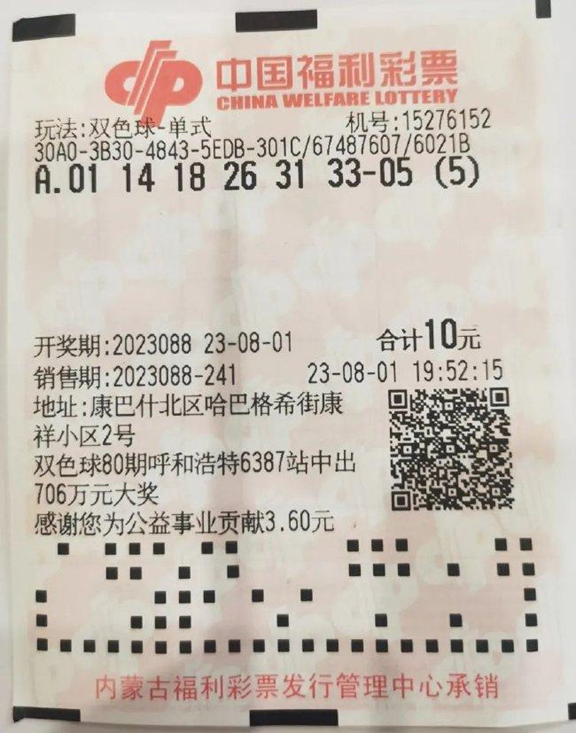 中国福利彩票
CHINA WELFARE LOTTERY
玩法:双色球-单式 机号:15276152
30A0-3B30-4843-5EDB-301C/67487607/6021B
A.01 14 18 26 31 33-05 (5)
开奖期:2023088 23-08-01 合计10元
销售期:2023088-241 23-08-01 19:52:15
地址:康巴什北区哈巴格希街康
祥小区2号
双色球80期呼和浩特6387站中出
706万元大奖
感谢您为公益事业贡献3.60元
内蒙古福利彩票发行管理中心承销